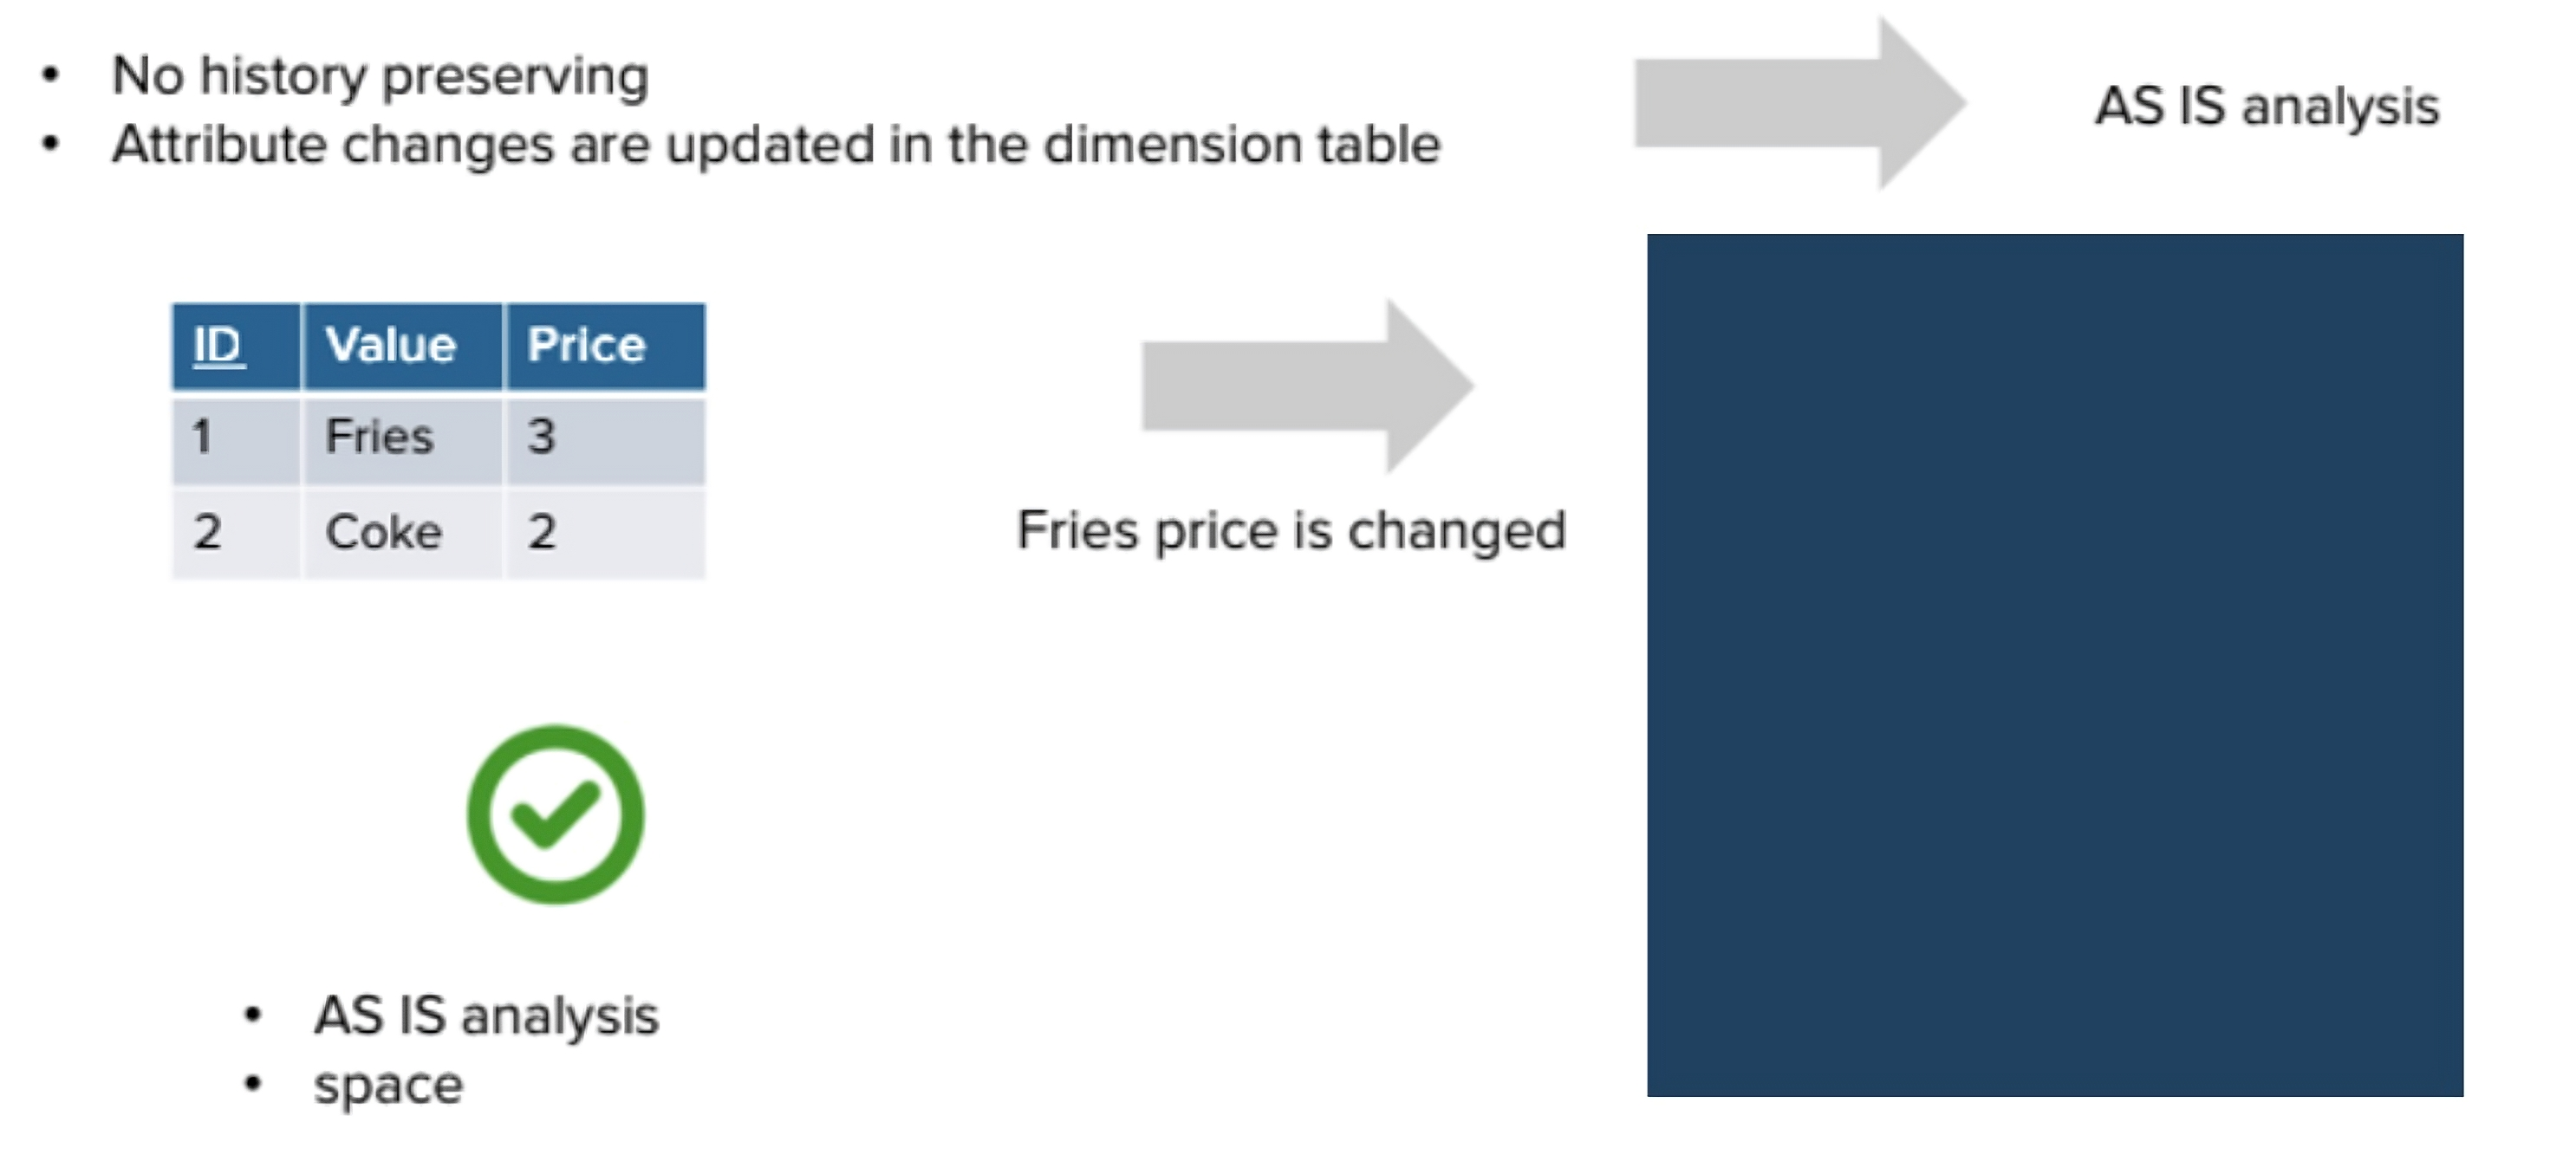 • No history preserving
• Attribute changes are updated in the dimension table
AS IS analysis
ID Value Price
1 Fries 3
2 Coke 2
Fries price is changed
• AS IS analysis
• space